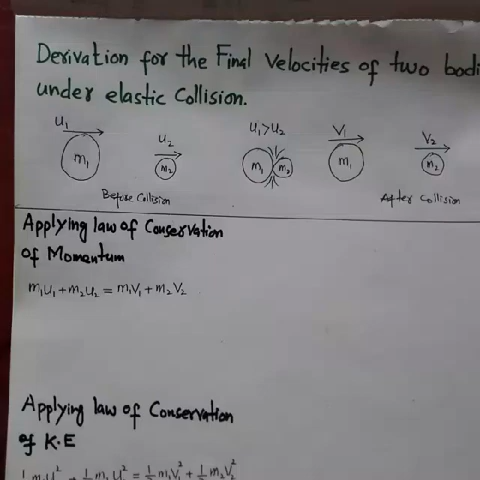 Derivation for the Final Velocities of two bodi
under elastic Collision.
u₁ u₂ u₁>u₂ V₁ V₂
m₁ m₂ m₁ m₂ m₁ m₂
Before Collision After Collision
Applying law of Conservation
of Momentum
m₁u₁+m₂u₂ = m₁V₁+m₂V₂
Applying law of Conservation
of K.E